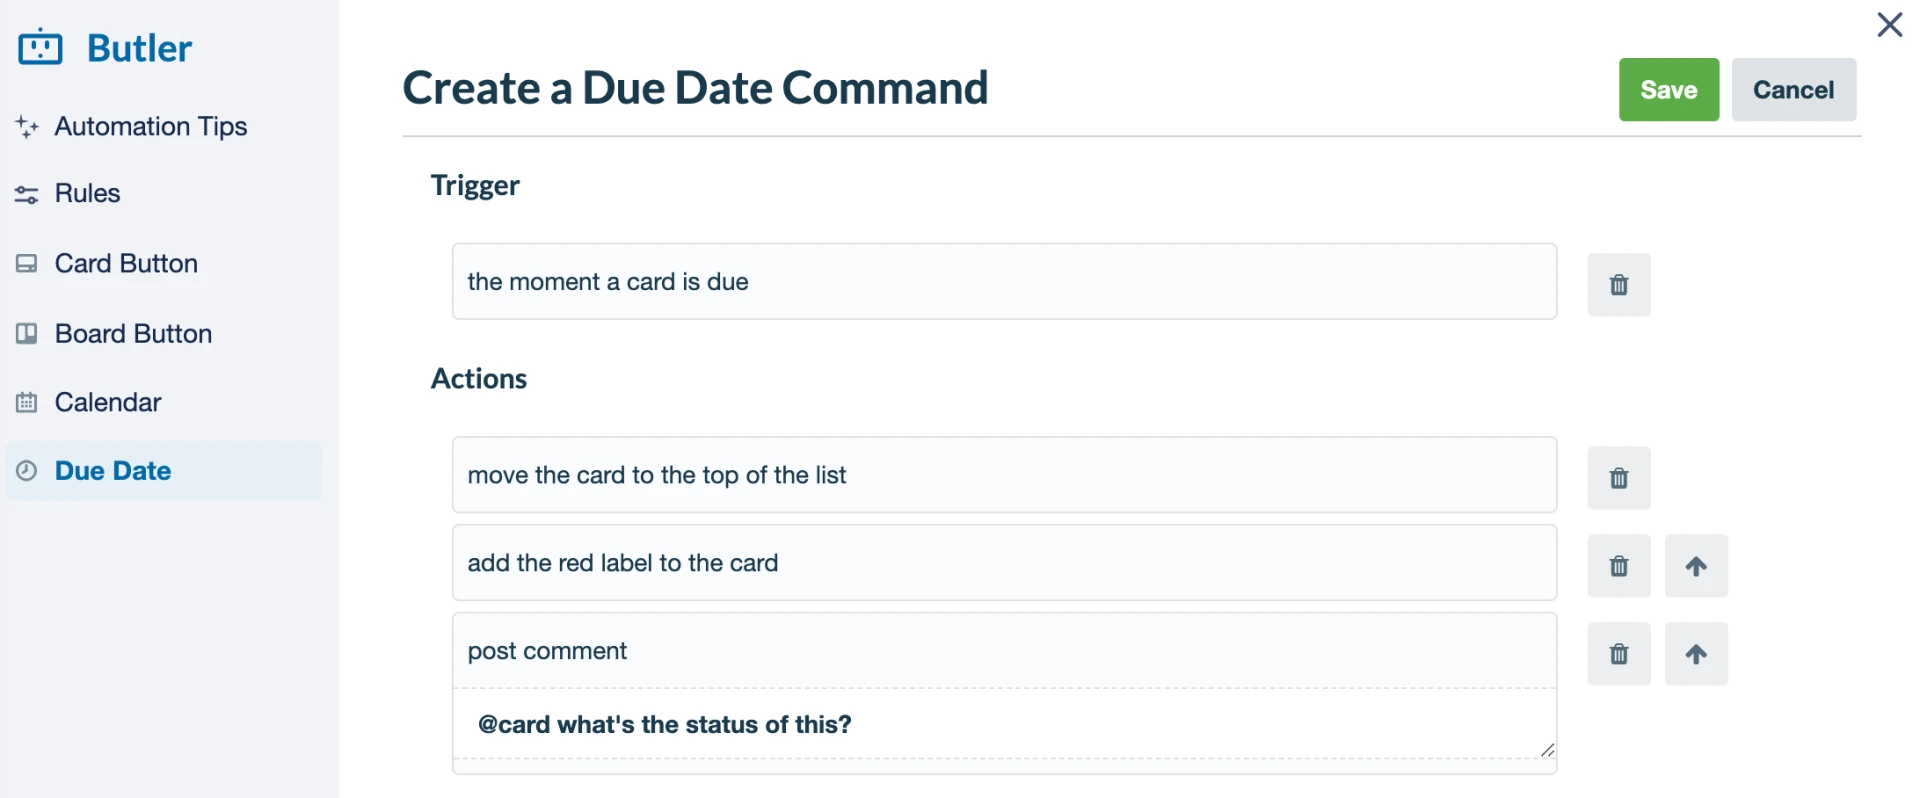 Butler
Automation Tips
Rules
Card Button
Board Button
Calendar
Due Date
Create a Due Date Command
Save
Cancel
Trigger
the moment a card is due
Actions
move the card to the top of the list
add the red label to the card
post comment
@card what's the status of this?